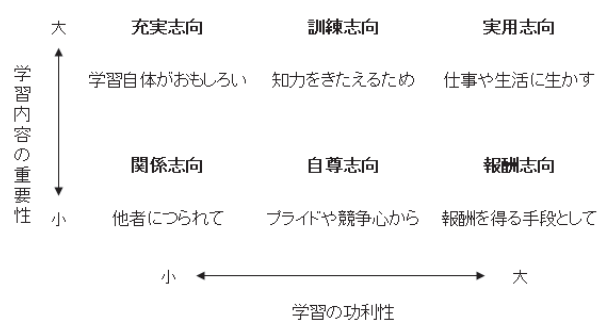 大 充実志向 訓練志向 実用志向
学習自体がおもしろい 知力をきたえるため 仕事や生活に生かす
学習内容の重要性
関係志向 自尊志向 報酬志向
小 他者につられて プライドや競争心から 報酬を得る手段として
小 大
学習の功利性